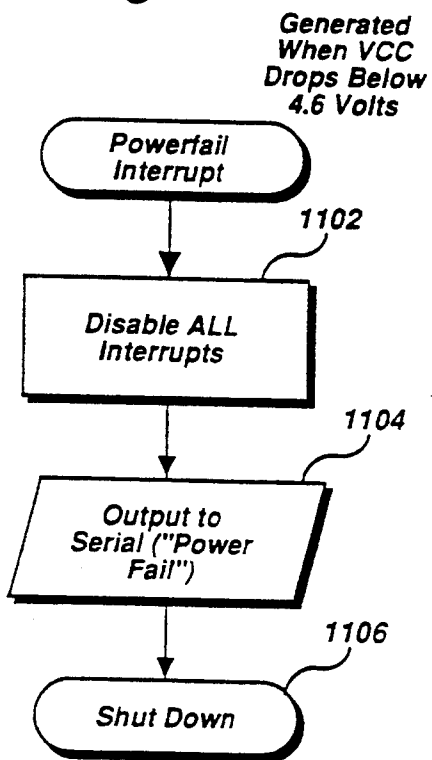 Generated
When VCC
Drops Below
4.6 Volts
Powerfail
Interrupt
1102
Disable ALL
Interrupts
1104
Output to
Serial ("Power
Fail")
1106
Shut Down